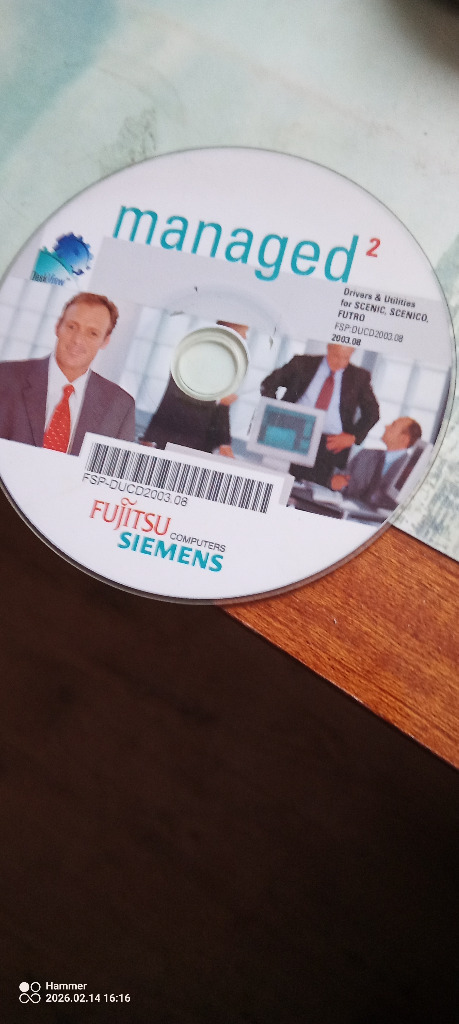 managed²
DeskView™
Drivers & Utilities
for SCENIC, SCENICO,
FUTRO
FSP-DUCD2003.08
2003.08
FSP-DUCD2003.08
FUJITSU COMPUTERS
SIEMENS
Hammer
2026.02.14 16:16